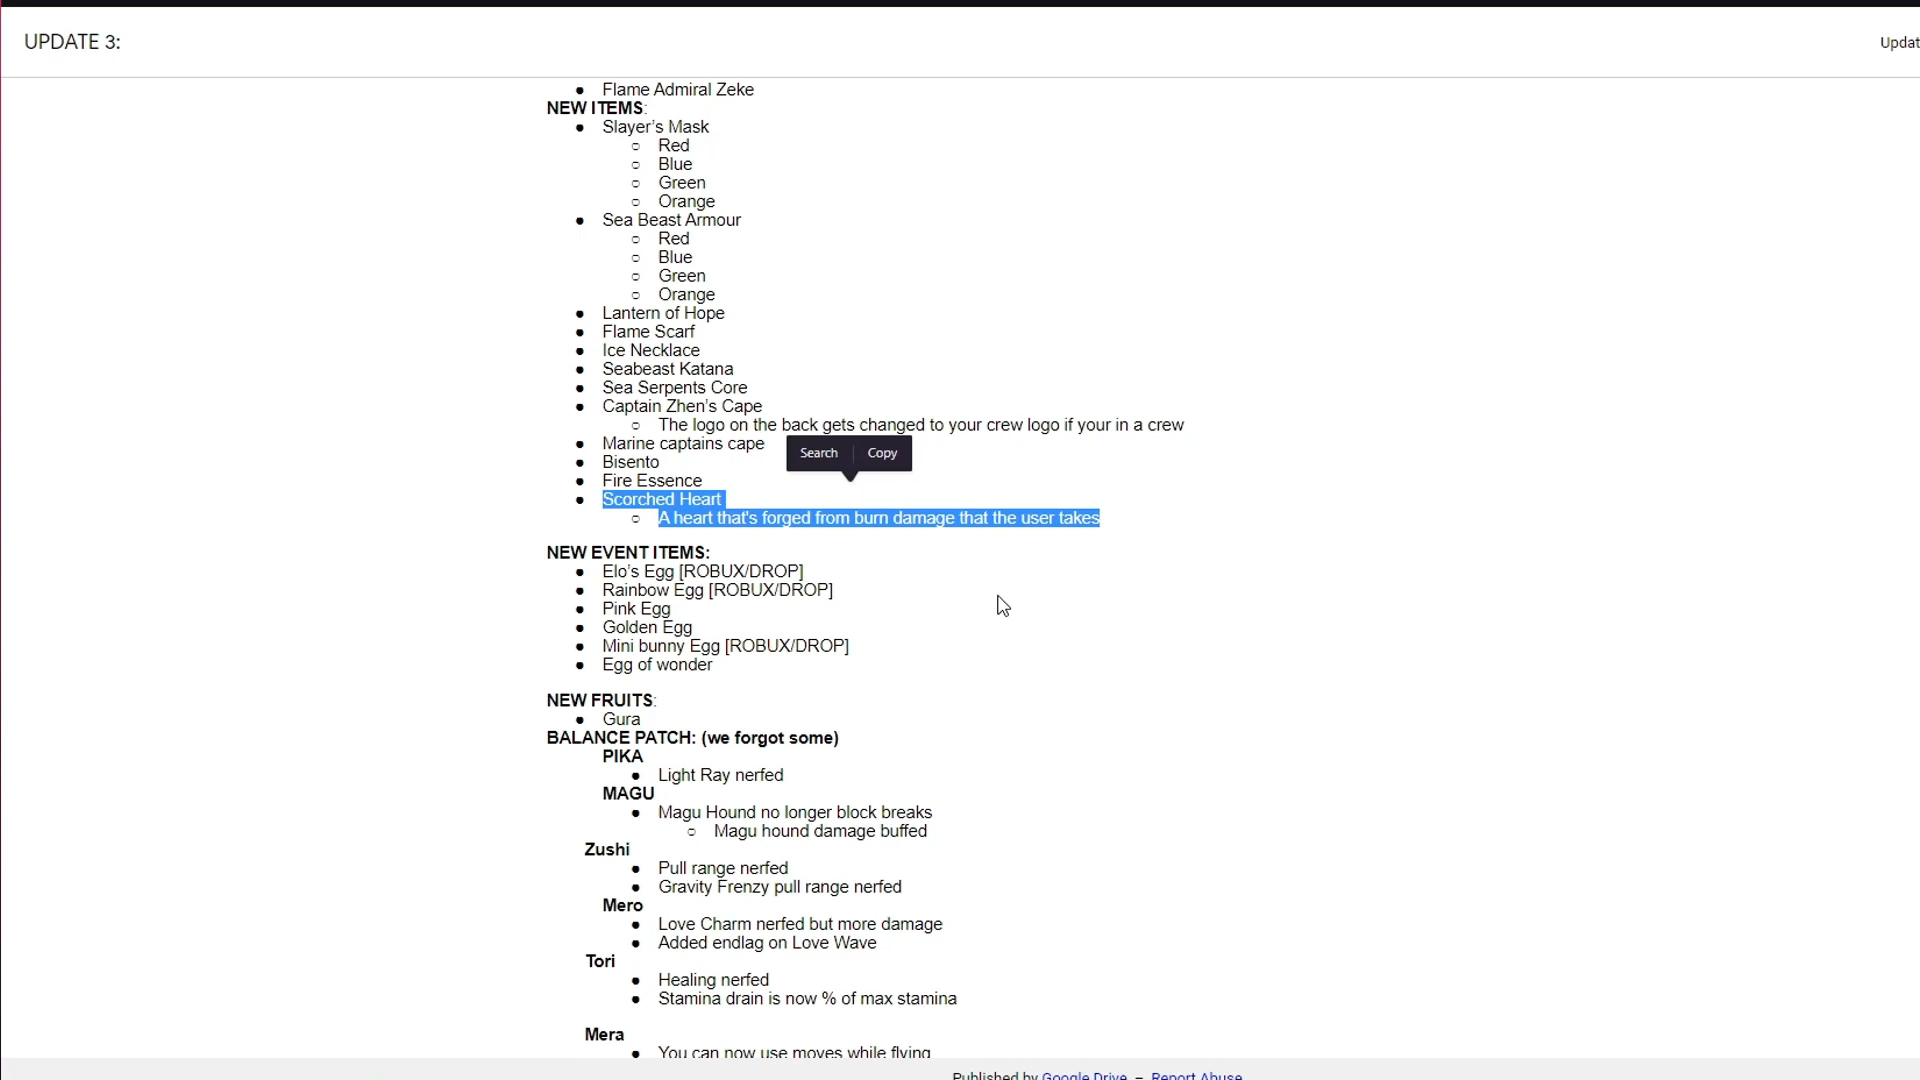 UPDATE 3:
Updat
Flame Admiral Zeke
NEW ITEMS:
Slayer’s Mask
Red
Blue
Green
Orange
Sea Beast Armour
Red
Blue
Green
Orange
Lantern of Hope
Flame Scarf
Ice Necklace
Seabeast Katana
Sea Serpents Core
Captain Zhen’s Cape
The logo on the back gets changed to your crew logo if your in a crew
Marine captains cape
Search Copy
Bisento
Fire Essence
Scorched Heart
A heart that's forged from burn damage that the user takes
NEW EVENT ITEMS:
Elo’s Egg [ROBUX/DROP]
Rainbow Egg [ROBUX/DROP]
Pink Egg
Golden Egg
Mini bunny Egg [ROBUX/DROP]
Egg of wonder
NEW FRUITS:
Gura
BALANCE PATCH: (we forgot some)
PIKA
Light Ray nerfed
MAGU
Magu Hound no longer block breaks
Magu hound damage buffed
Zushi
Pull range nerfed
Gravity Frenzy pull range nerfed
Mero
Love Charm nerfed but more damage
Added endlag on Love Wave
Tori
Healing nerfed
Stamina drain is now % of max stamina
Mera
You can now use moves while flying
Published by Google Drive – Report Abuse